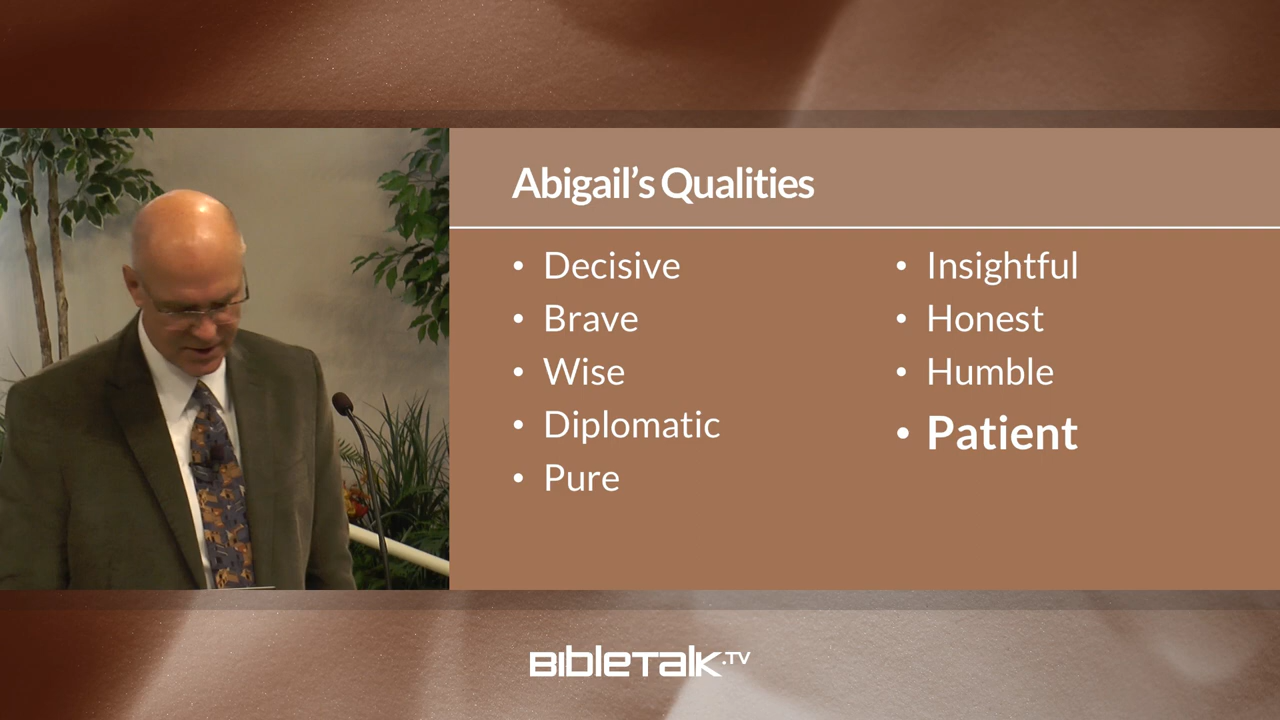 Abigail's Qualities
• Decisive
• Brave
• Wise
• Diplomatic
• Pure
• Insightful
• Honest
• Humble
• Patient
BIbleTalk.TV